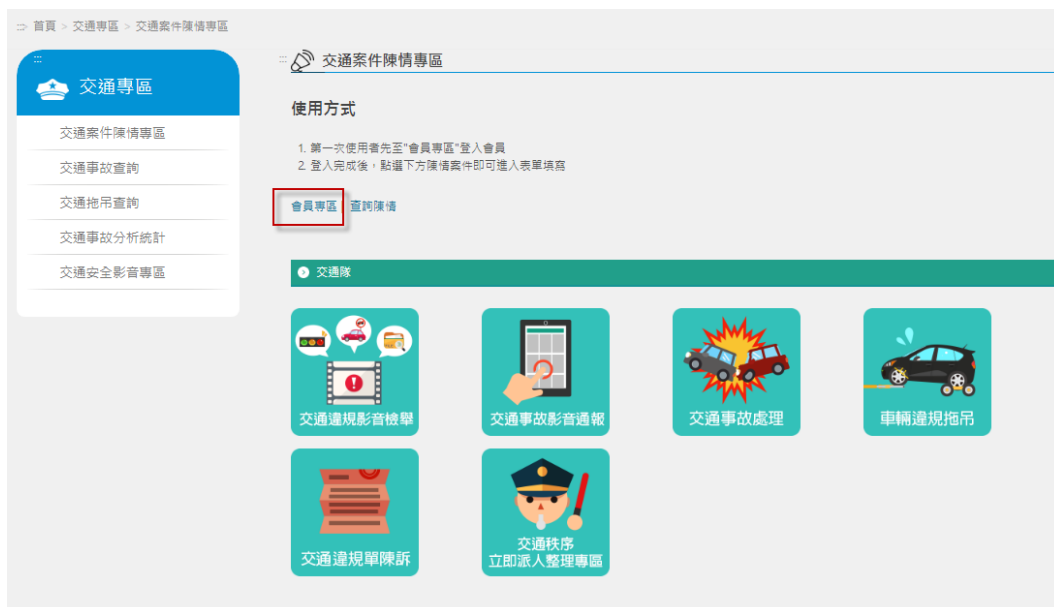 首頁 > 交通專區 > 交通案件陳情專區
交通專區
交通案件陳情專區
交通事故查詢
交通拖吊查詢
交通事故分析統計
交通安全影音專區
交通案件陳情專區
使用方式
1. 第一次使用者先至"會員專區"登入會員
2. 登入完成後，點選下方陳情案件即可進入表單填寫
會員專區 查詢陳情
交通隊
交通違規影音檢舉
交通事故影音通報
交通事故處理
車輛違規拖吊
交通違規單陳訴
交通秩序
立即派人整理專區